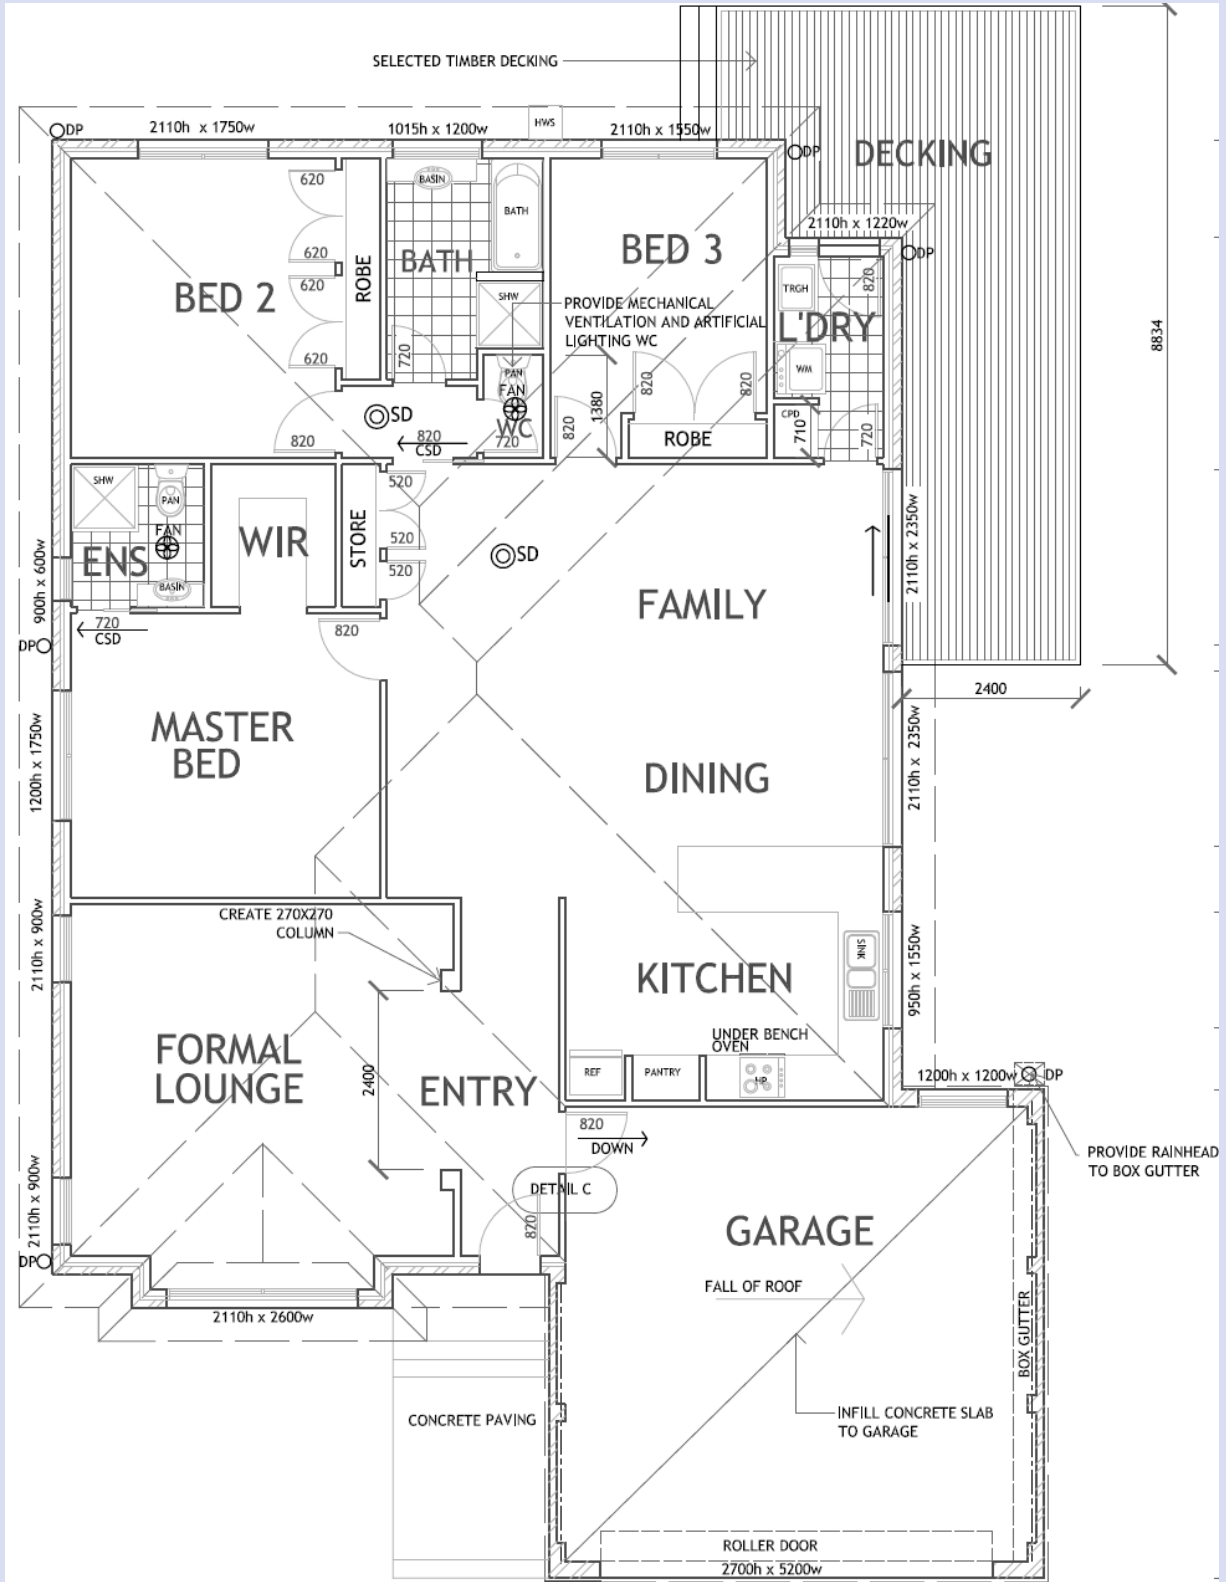 SELECTED TIMBER DECKING
DP
2110h x 1750w
1015h x 1200w
HWS
2110h x 1550w
DP
DECKING
620
BASIN
BATH
2110h x 1220w
DP
620
BATH
BED 3
820
620
ROBE
BED 2
TRGH
SHW
PROVIDE MECHANICAL
VENTILATION AND ARTIFICIAL
LIGHTING WC
L'DRY
8834
620
720
PAN
FAN
WC
720
820
820
WM
1380
SD
820
CSD
820
820
ROBE
CPD
710
720
SHW
PAN
FAN
ENS
BASIN
WIR
STORE
520
520
520
SD
FAMILY
2110h x 2350w
900h x 600w
DP
720
CSD
820
2400
MASTER
BED
1200h x 1750w
DINING
2110h x 2350w
CREATE 270X270
COLUMN
2110h x 900w
SINK
KITCHEN
950h x 1550w
UNDER BENCH
OVEN
FORMAL
LOUNGE
2400
ENTRY
REF
PANTRY
HP
1200h x 1200w
DP
820
DOWN
PROVIDE RAINHEAD
TO BOX GUTTER
DETAIL C
2110h x 900w
820
DP
GARAGE
FALL OF ROOF
2110h x 2600w
BOX GUTTER
CONCRETE PAVING
INFILL CONCRETE SLAB
TO GARAGE
ROLLER DOOR
2700h x 5200w